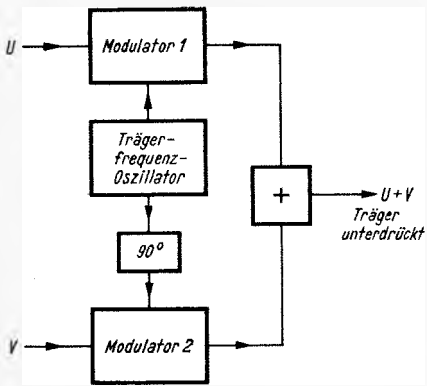 U
Modulator 1
Träger-
frequenz-
Oszillator
+
U+V
Träger
unterdrückt
90°
V
Modulator 2